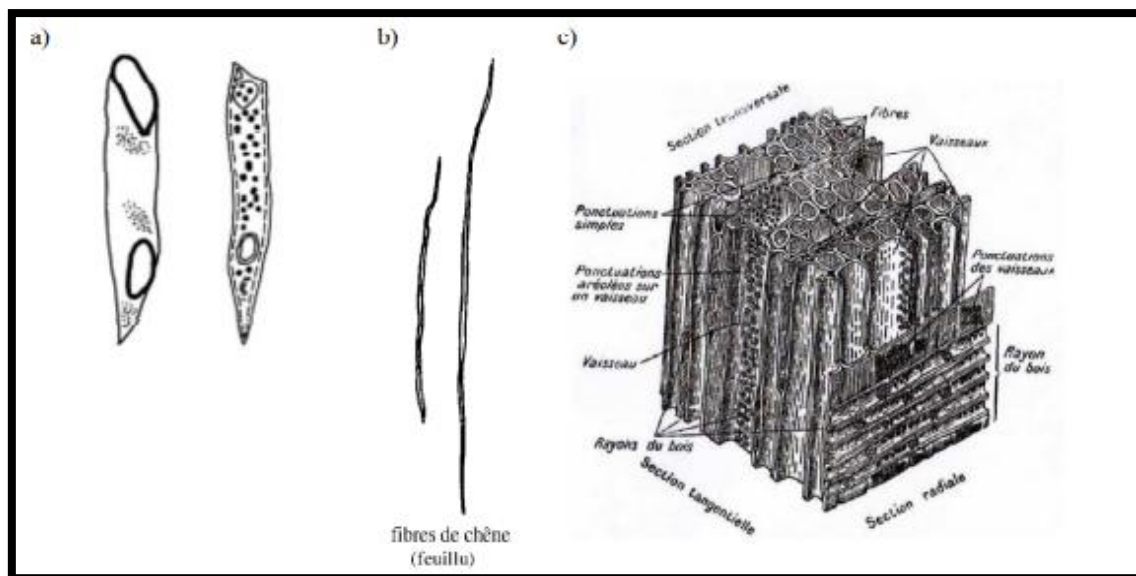 a)
b)
c)
fibres de chêne
(feuillu)
Section transversale
Fibres
Vaisseaux
Ponctuations
simples
Ponctuations
des vaisseaux
Ponctuations
aréolées sur
un vaisseau
Vaisseau
Rayon
du bois
Rayons du bois
Section tangentielle
Section radiale